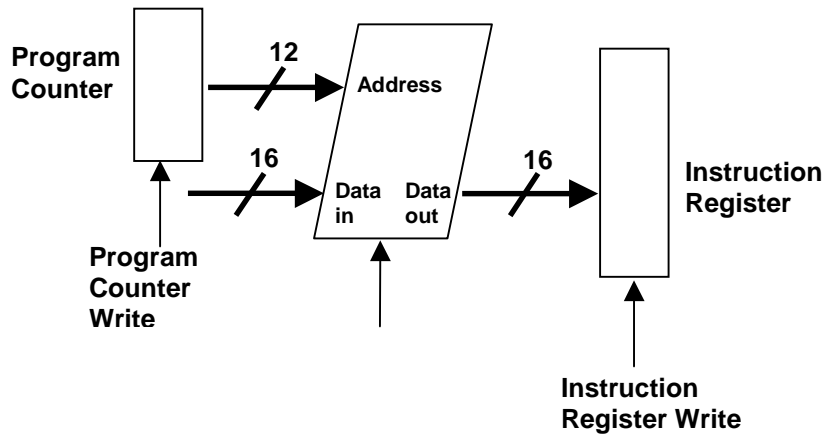 Program
Counter
12
Address
16
Data
in
Data
out
16
Instruction
Register
Program
Counter
Write
Instruction
Register Write